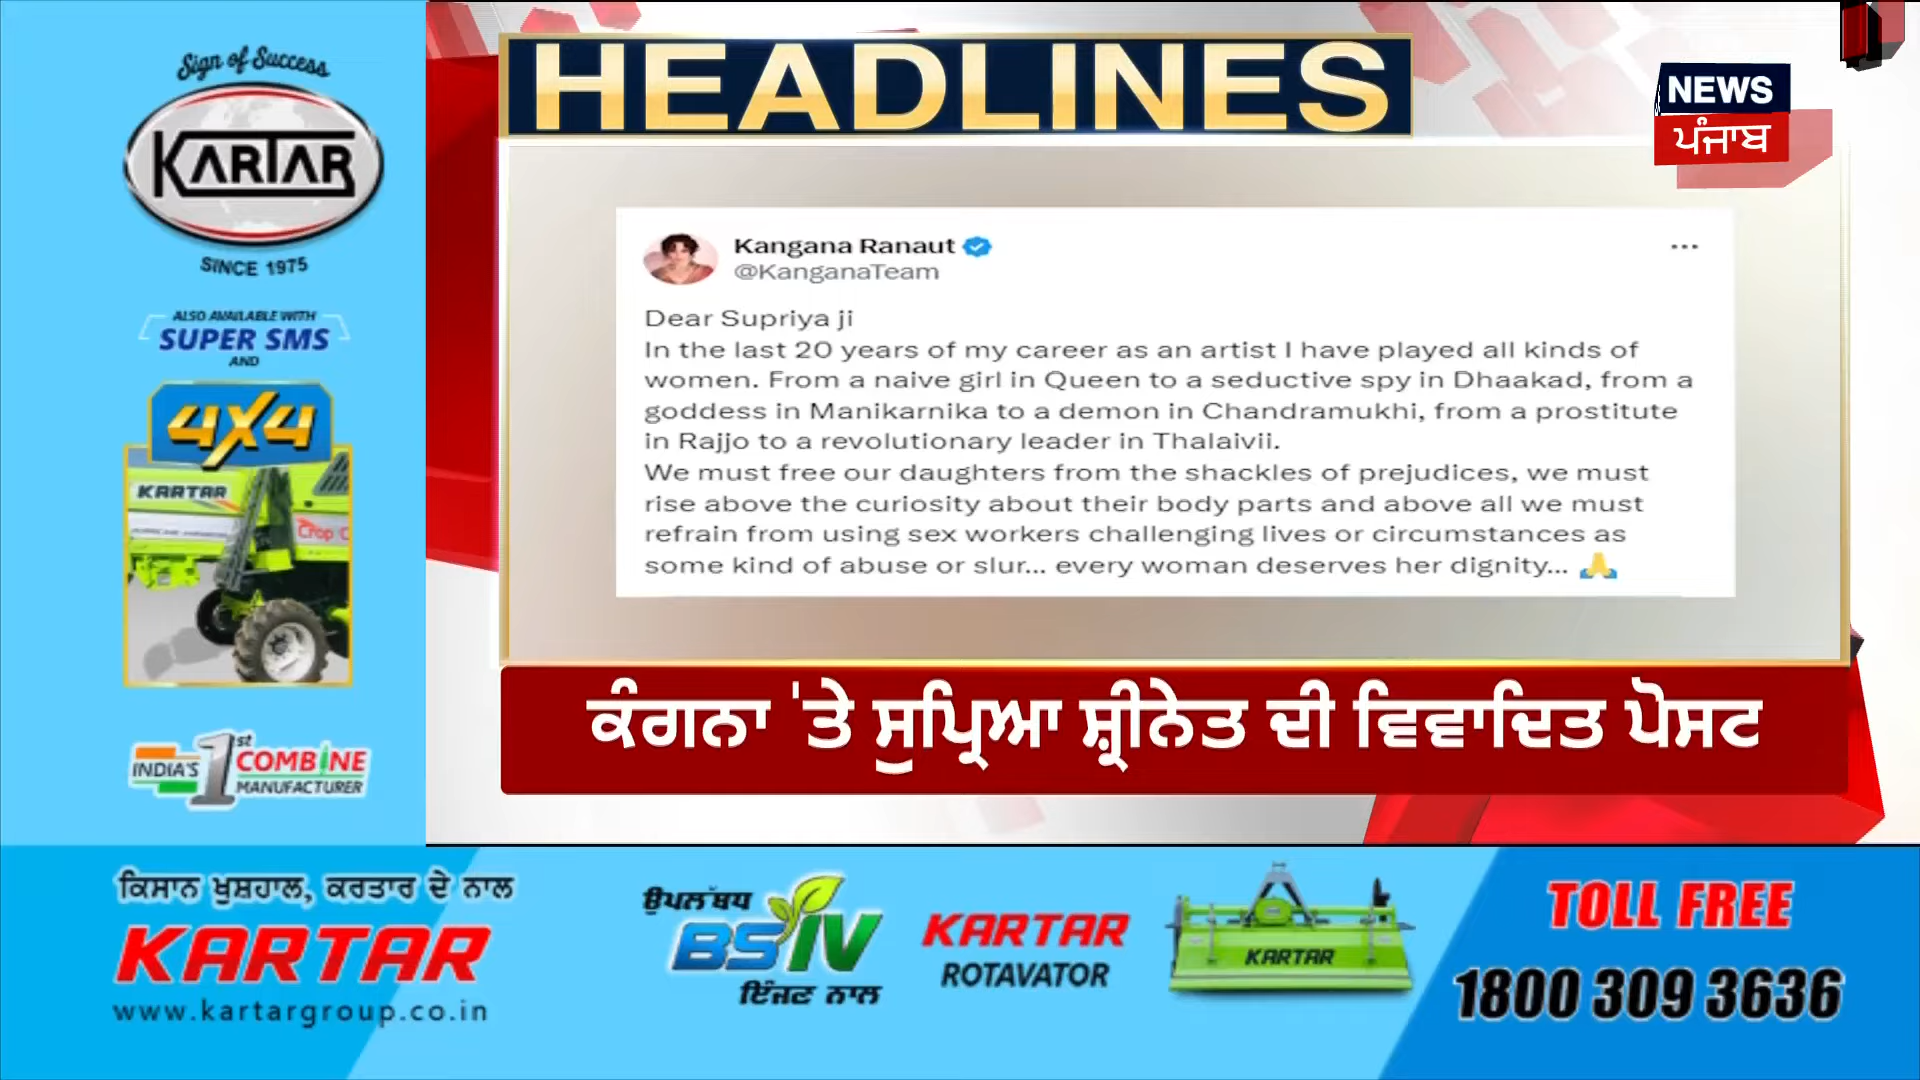 Sign of Success
KARTAR
SINCE 1975
ALSO AVAILABLE WITH
SUPER SMS
AND
4X4
KARTAR
INDIA'S 1st COMBINE
MANUFACTURER
HEADLINES
NEWS
ਪੰਜਾਬ
Kangana Ranaut
@KanganaTeam
Dear Supriya ji
In the last 20 years of my career as an artist I have played all kinds of
women. From a naive girl in Queen to a seductive spy in Dhaakad, from a
goddess in Manikarnika to a demon in Chandramukhi, from a prostitute
in Rajjo to a revolutionary leader in Thalaivii.
We must free our daughters from the shackles of prejudices, we must
rise above the curiosity about their body parts and above all we must
refrain from using sex workers challenging lives or circumstances as
some kind of abuse or slur... every woman deserves her dignity... 🙏
ਕੰਗਨਾ 'ਤੇ ਸੁਪ੍ਰਿਆ ਸ਼੍ਰੀਨੇਤ ਦੀ ਵਿਵਾਦਿਤ ਪੋਸਟ
ਕਿਸਾਨ ਖੁਸ਼ਹਾਲ, ਕਰਤਾਰ ਦੇ ਨਾਲ
KARTAR
www.kartargroup.co.in
ਉਪਲੱਬਧ
BSIV
ਇੰਜਣ ਨਾਲ
KARTAR
ROTAVATOR
KARTAR
TOLL FREE
1800 309 3636